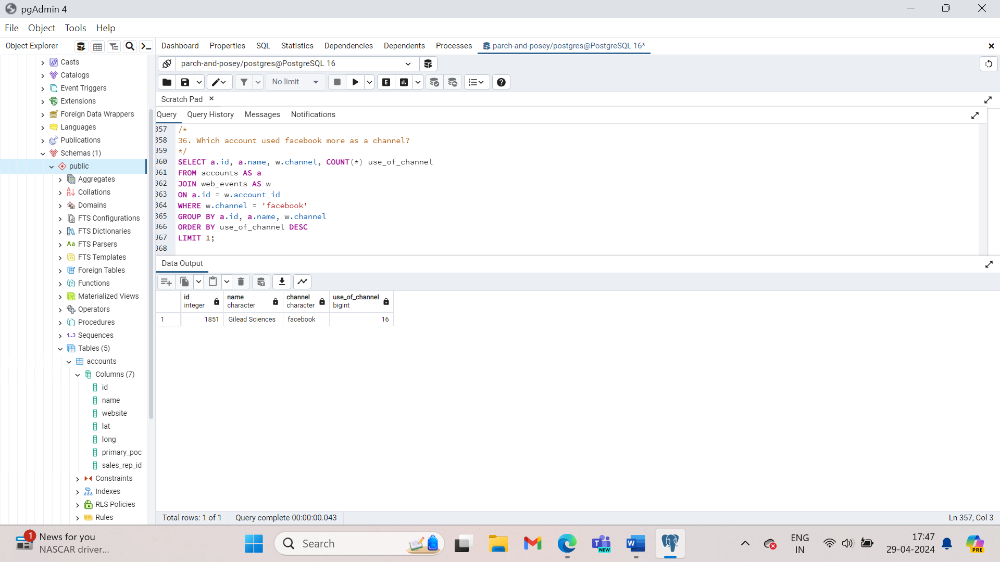 pgAdmin 4
File Object Tools Help
Object Explorer
Dashboard Properties SQL Statistics Dependencies Dependents Processes parch-and-posey/postgres@PostgreSQL 16*
Casts
Catalogs
Event Triggers
Extensions
Foreign Data Wrappers
Languages
Publications
Schemas (1)
public
Aggregates
Collations
Domains
FTS Configurations
FTS Dictionaries
Aa FTS Parsers
FTS Templates
Foreign Tables
Functions
Materialized Views
Operators
Procedures
1..3 Sequences
Tables (5)
accounts
Columns (7)
id
name
website
lat
long
primary_poc
sales_rep_id
Constraints
Indexes
RLS Policies
Rules
parch-and-posey/postgres@PostgreSQL 16
No limit
E
Scratch Pad
Query Query History Messages Notifications
357 /*
358 36. Which account used facebook more as a channel?
359 */
360 SELECT a.id, a.name, w.channel, COUNT(*) use_of_channel
361 FROM accounts AS a
362 JOIN web_events AS w
363 ON a.id = w.account_id
364 WHERE w.channel = 'facebook'
365 GROUP BY a.id, a.name, w.channel
366 ORDER BY use_of_channel DESC
367 LIMIT 1;
368
Data Output
id name channel use_of_channel
integer character character bigint
1 1851 Gilead Sciences facebook 16
Total rows: 1 of 1 Query complete 00:00:00.043 Ln 357, Col 3
1 News for you
NASCAR driver...
Search
NEW
W
ENG
IN
17:47
29-04-2024
PRE